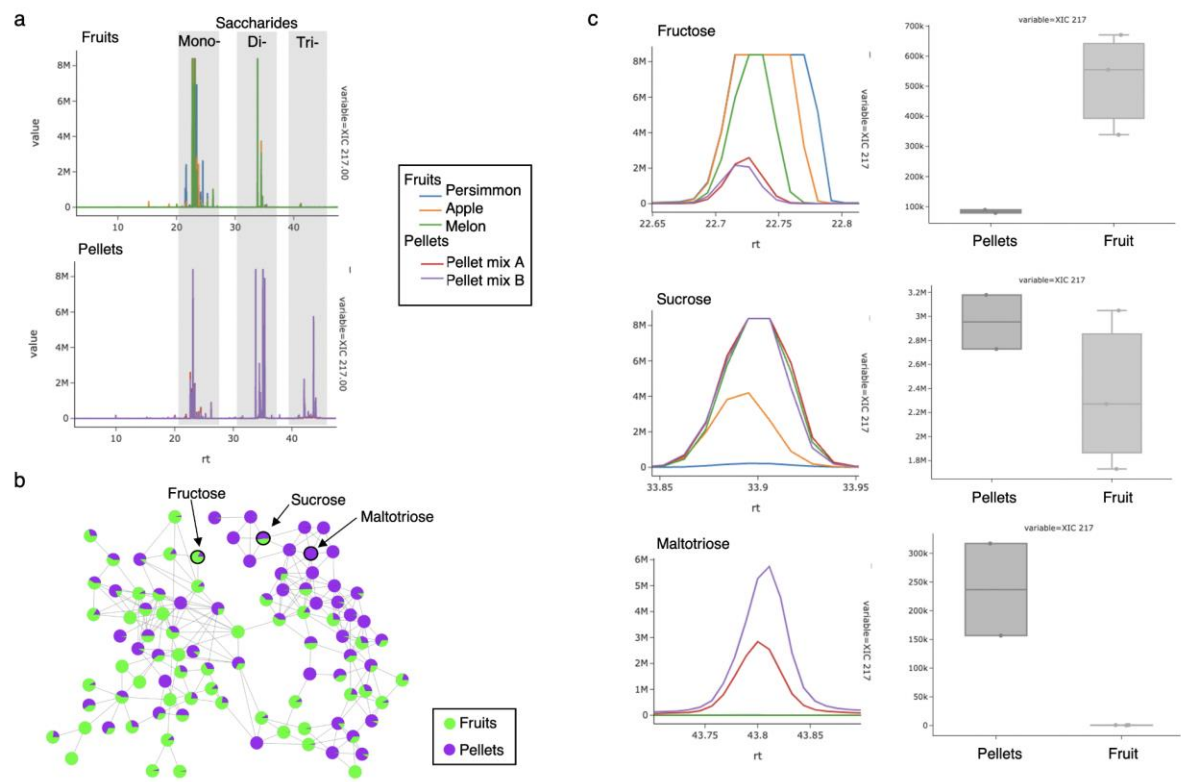 a
Saccharides
Fruits
Mono-
Di-
Tri-
8M
6M
4M
2M
0
value
10
20
30
40
variable=XIC 217.00
Pellets
8M
6M
4M
2M
0
value
10
20
30
40
rt
variable=XIC 217.00
Fruits
Persimmon
Apple
Melon
Pellets
Pellet mix A
Pellet mix B
b
Fructose
Sucrose
Maltotriose
Fruits
Pellets
c
Fructose
8M
6M
4M
2M
0
22.65
22.7
22.75
22.8
rt
variable=XIC 217
variable=XIC 217
700k
600k
500k
400k
300k
200k
100k
Pellets
Fruit
Sucrose
8M
6M
4M
2M
0
33.85
33.9
33.95
rt
variable=XIC 217
variable=XIC 217
3.2M
3M
2.8M
2.6M
2.4M
2.2M
2M
1.8M
Pellets
Fruit
Maltotriose
6M
5M
4M
3M
2M
1M
0
43.75
43.8
43.85
rt
variable=XIC 217
variable=XIC 217
300k
250k
200k
150k
100k
50k
0
Pellets
Fruit